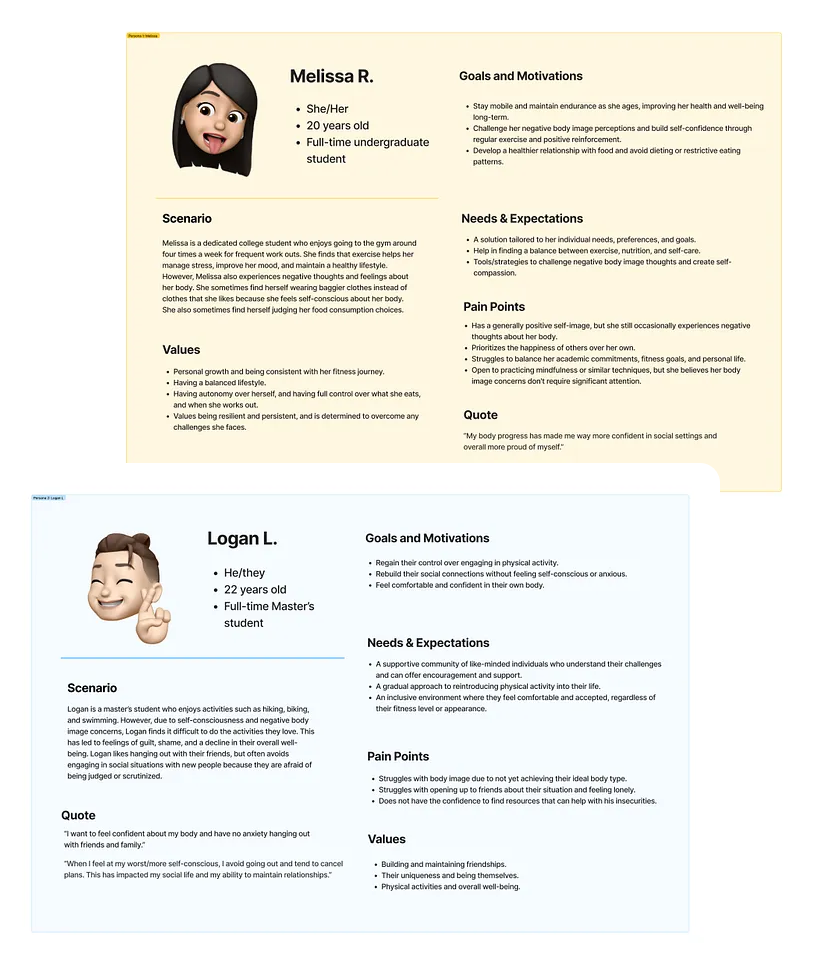 Persona 1: Melissa
Melissa R.
• She/Her
• 20 years old
• Full-time undergraduate
student
Scenario
Melissa is a dedicated college student who enjoys going to the gym around
four times a week for frequent work outs. She finds that exercise helps her
manage stress, improve her mood, and maintain a healthy lifestyle.
However, Melissa also experiences negative thoughts and feelings about
her body. She sometimes find herself wearing baggier clothes instead of
clothes that she likes because she feels self-conscious about her body.
She also sometimes find herself judging her food consumption choices.
Values
• Personal growth and being consistent with her fitness journey.
• Having a balanced lifestyle.
• Having autonomy over herself, and having full control over what she eats,
and when she works out.
• Values being resilient and persistent, and is determined to overcome any
challenges she faces.
Goals and Motivations
• Stay mobile and maintain endurance as she ages, improving her health and well-being
long-term.
• Challenge her negative body image perceptions and build self-confidence through
regular exercise and positive reinforcement.
• Develop a healthier relationship with food and avoid dieting or restrictive eating
patterns.
Needs & Expectations
• A solution tailored to her individual needs, preferences, and goals.
• Help in finding a balance between exercise, nutrition, and self-care.
• Tools/strategies to challenge negative body image thoughts and create self-
compassion.
Pain Points
• Has a generally positive self-image, but she still occasionally experiences negative
thoughts about her body.
• Prioritizes the happiness of others over her own.
• Struggles to balance her academic commitments, fitness goals, and personal life.
• Open to practicing mindfulness or similar techniques, but she believes her body
image concerns don't require significant attention.
Quote
"My body progress has made me way more confident in social settings and
overall more proud of myself."
Persona 2: Logan L
Logan L.
• He/they
• 22 years old
• Full-time Master's
student
Scenario
Logan is a master's student who enjoys activities such as hiking, biking,
and swimming. However, due to self-consciousness and negative body
image concerns, Logan finds it difficult to do the activities they love. This
has led to feelings of guilt, shame, and a decline in their overall well-
being. Logan likes hanging out with their friends, but often avoids
engaging in social situations with new people because they are afraid of
being judged or scrutinized.
Quote
"I want to feel confident about my body and have no anxiety hanging out
with friends and family."
"When I feel at my worst/more self-conscious, I avoid going out and tend to cancel
plans. This has impacted my social life and my ability to maintain relationships."
Goals and Motivations
• Regain their control over engaging in physical activity.
• Rebuild their social connections without feeling self-conscious or anxious.
• Feel comfortable and confident in their own body.
Needs & Expectations
• A supportive community of like-minded individuals who understand their challenges
and can offer encouragement and support.
• A gradual approach to reintroducing physical activity into their life.
• An inclusive environment where they feel comfortable and accepted, regardless of
their fitness level or appearance.
Pain Points
• Struggles with body image due to not yet achieving their ideal body type.
• Struggles with opening up to friends about their situation and feeling lonely.
• Does not have the confidence to find resources that can help with his insecurities.
Values
• Building and maintaining friendships.
• Their uniqueness and being themselves.
• Physical activities and overall well-being.